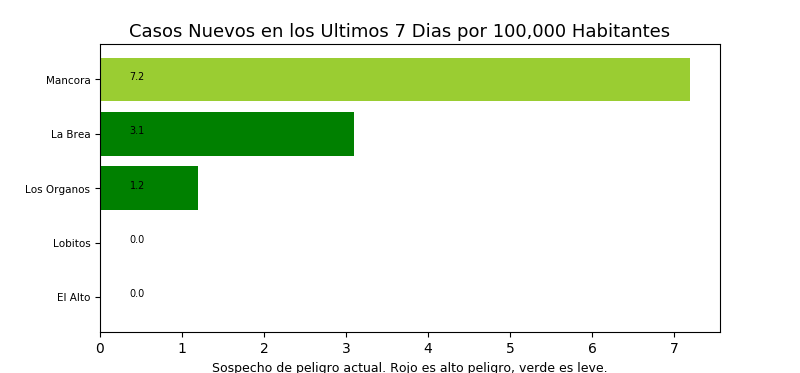 Casos Nuevos en los Ultimos 7 Dias por 100,000 Habitantes
Mancora 7.2
La Brea 3.1
Los Organos 1.2
Lobitos 0.0
El Alto 0.0
0 1 2 3 4 5 6 7
Sospecho de peligro actual. Rojo es alto peligro, verde es leve.